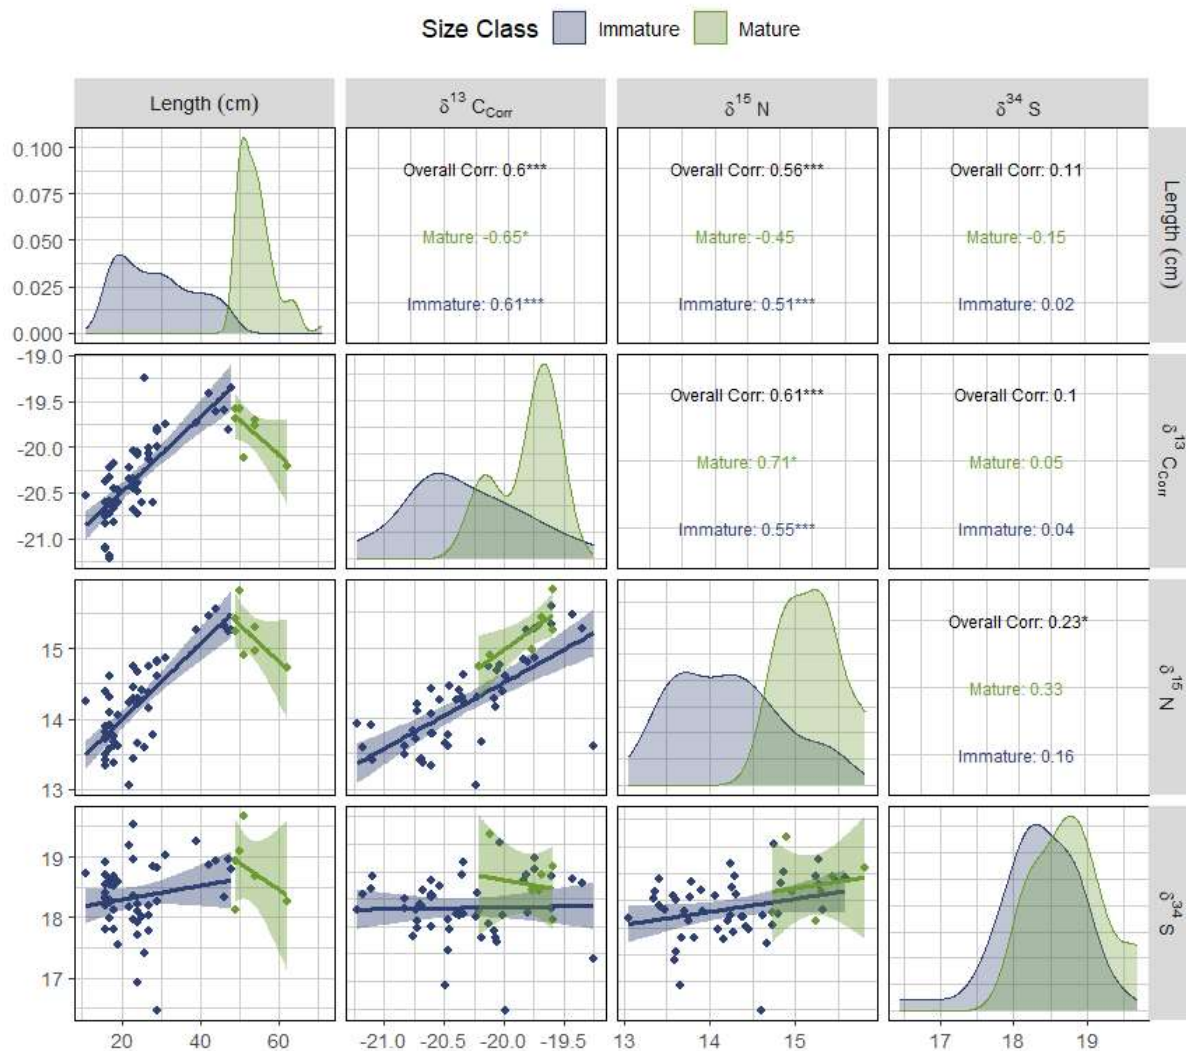 Size Class Immature Mature
Length (cm) δ13 CCorr δ15 N δ34 S
0.100
0.075
0.050
0.025
0.000
Overall Corr: 0.6***
Mature: -0.65*
Immature: 0.61***
Overall Corr: 0.56***
Mature: -0.45
Immature: 0.51***
Overall Corr: 0.11
Mature: -0.15
Immature: 0.02
Length (cm)
-19.0
-19.5
-20.0
-20.5
-21.0
Overall Corr: 0.61***
Mature: 0.71*
Immature: 0.55***
Overall Corr: 0.1
Mature: 0.05
Immature: 0.04
δ13 CCorr
15
14
13
Overall Corr: 0.23*
Mature: 0.33
Immature: 0.16
δ15 N
19
18
17
δ34 S
20 40 60
-21.0 -20.5 -20.0 -19.5
13 14 15
17 18 19